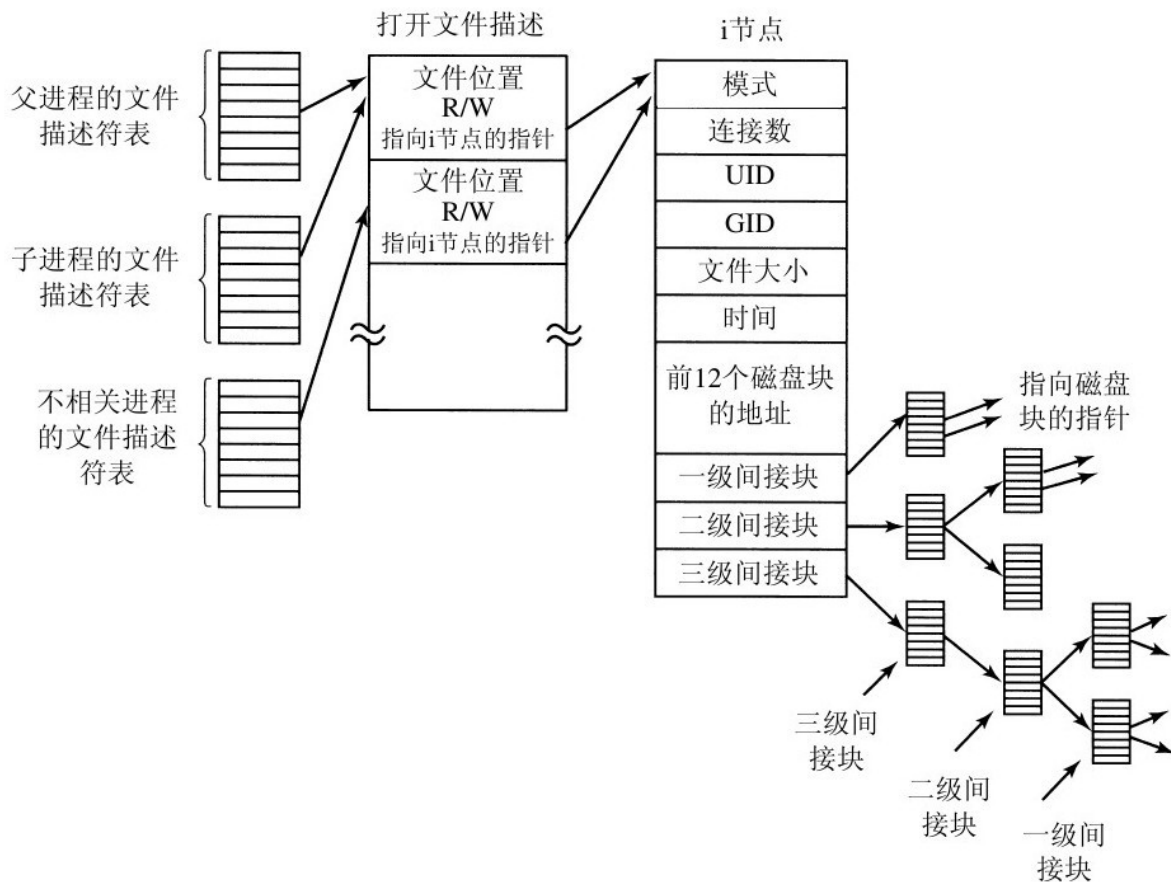 打开文件描述
i节点
父进程的文件
描述符表
子进程的文件
描述符表
不相关进程
的文件描述
符表
文件位置
R/W
指向i节点的指针
文件位置
R/W
指向i节点的指针
模式
连接数
UID
GID
文件大小
时间
前12个磁盘块
的地址
一级间接块
二级间接块
三级间接块
指向磁盘
块的指针
三级间
接块
二级间
接块
一级间
接块